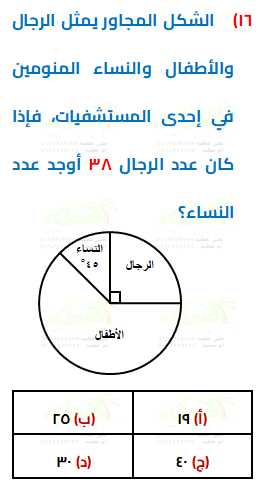 ١٦) الشكل المجاور يمثل الرجال
والأطفال والنساء المنومين
في إحدى المستشفيات، فإذا
كان عدد الرجال ٣٨ أوجد عدد
النساء؟
النساء
٤٥°
الرجال
الأطفال
(أ) ١٩
(ب) ٢٥
(ج) ٤٠
(د) ٣٠